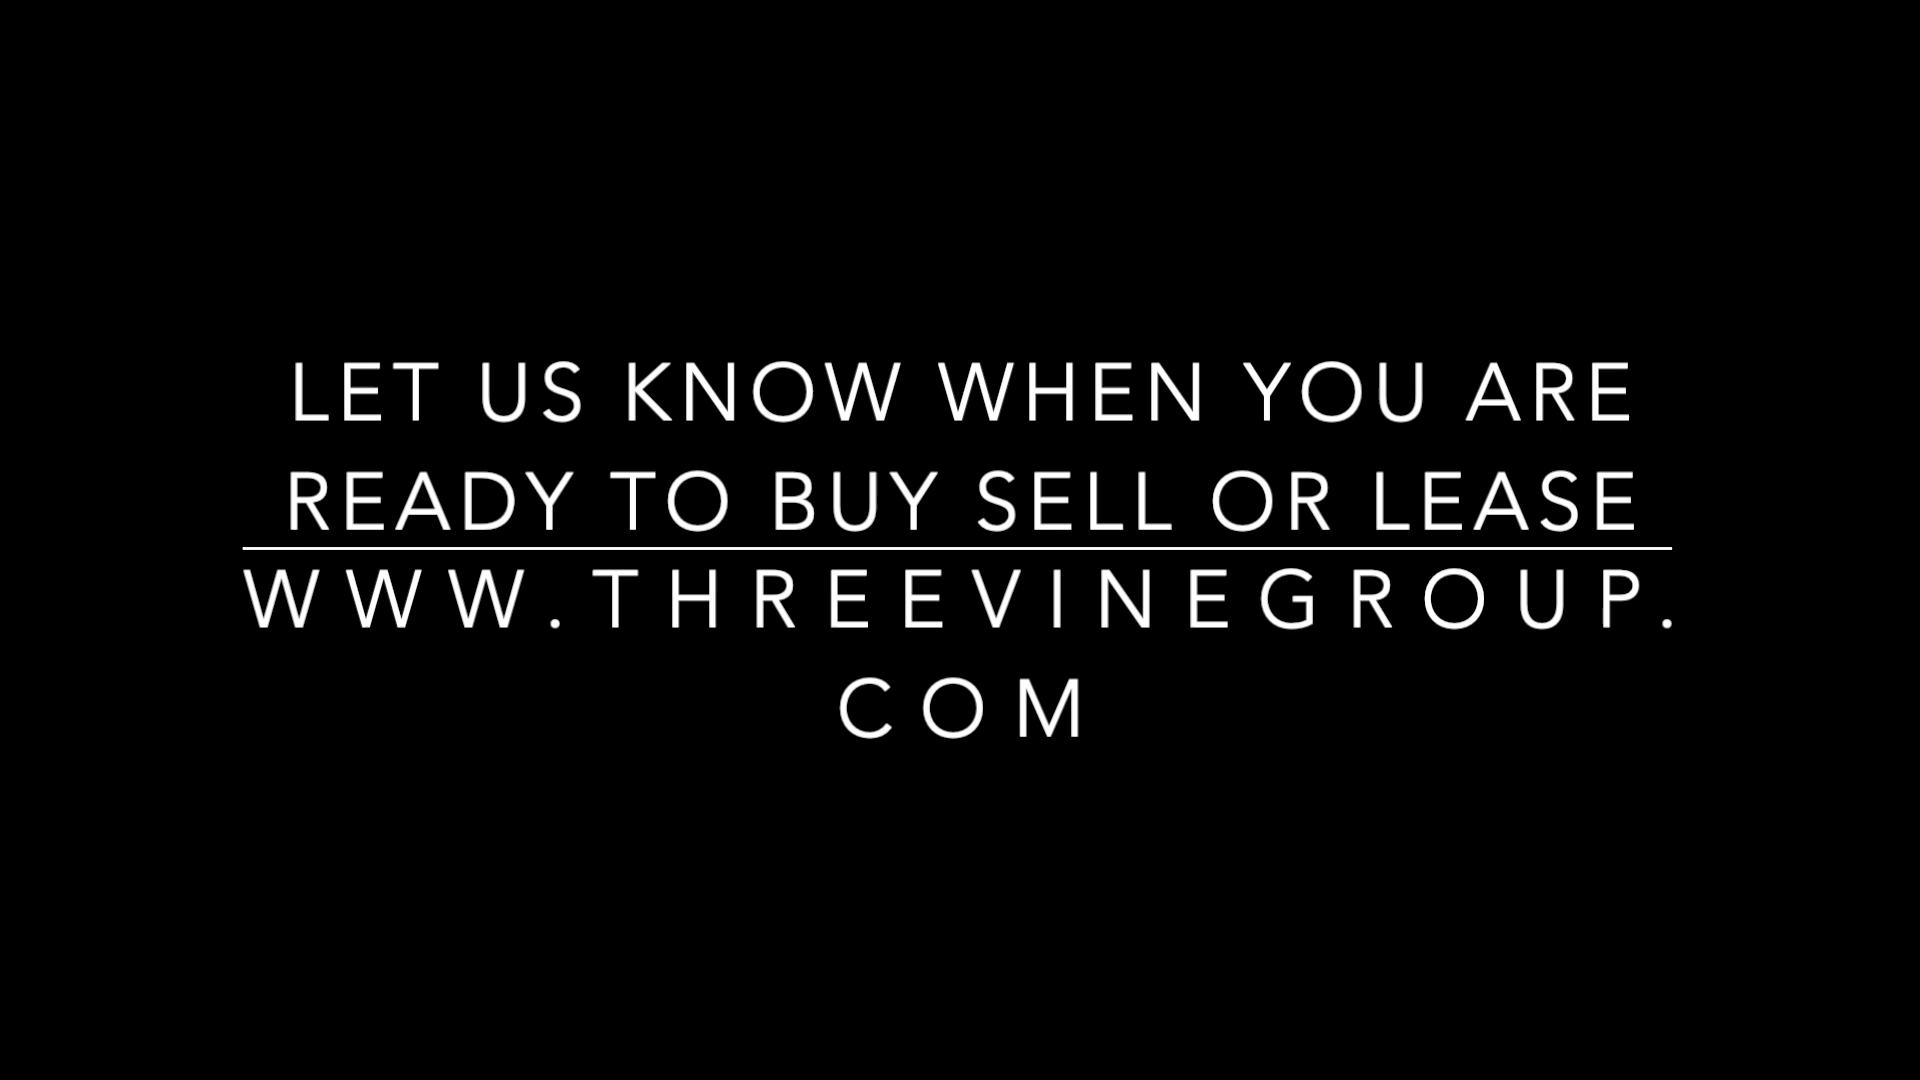 LET US KNOW WHEN YOU ARE
READY TO BUY SELL OR LEASE
WWW.THREEVINEGROUP.
COM